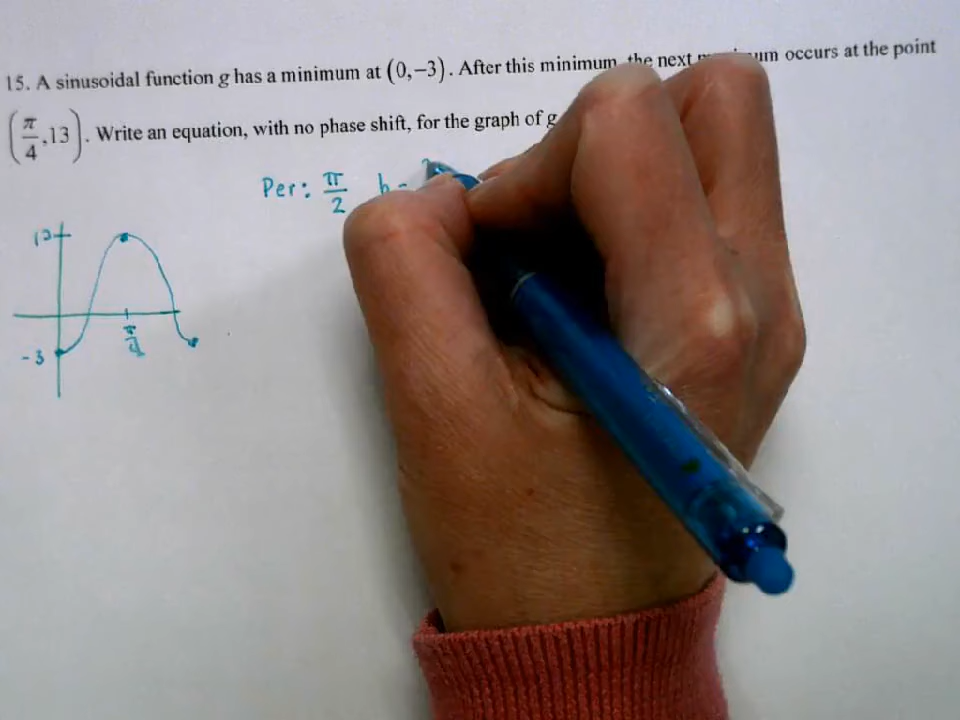 15. A sinusoidal function g has a minimum at (0,−3). After this minimum, the next occurs at the point
(π/4, 13). Write an equation, with no phase shift, for the graph of g
Per: π/2 b =
13
π/4
-3